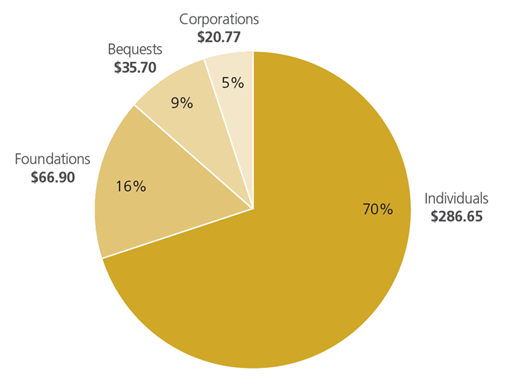 Corporations
$20.77
Bequests
$35.70
5%
9%
Foundations
$66.90
16%
70%
Individuals
$286.65